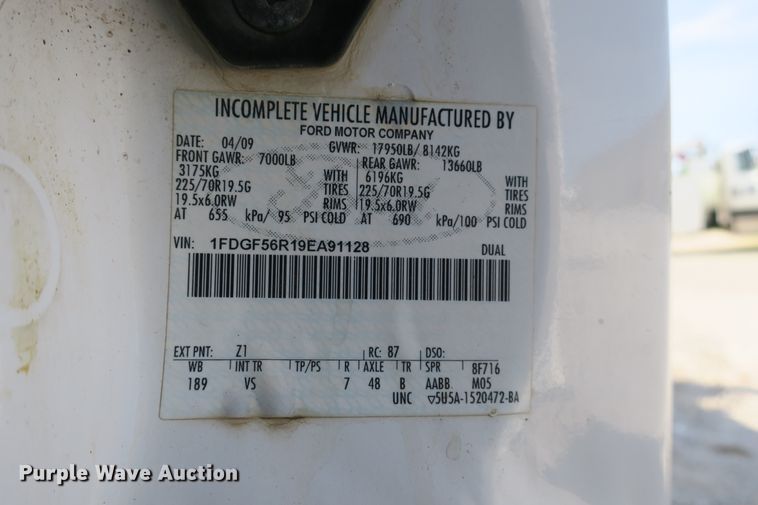 INCOMPLETE VEHICLE MANUFACTURED BY
FORD MOTOR COMPANY
DATE: 04/09 GVWR: 17950LB/ 8142KG
FRONT GAWR: 7000LB REAR GAWR: 13660LB
3175KG WITH 6196KG WITH
225/70R19.5G TIRES 225/70R19.5G TIRES
19.5x6.0RW RIMS 19.5x6.0RW RIMS
AT 655 kPa/ 95 PSI COLD AT 690 kPa/100 PSI COLD
VIN: 1FDGF56R19EA91128 DUAL
EXT PNT: Z1 RC: 87 DSO:
WB INT TR TP/PS R AXLE TR SPR 8F716
189 VS 7 48 B AABB M05
UNC ▽5U5A-1520472-BA
Purple Wave Auction